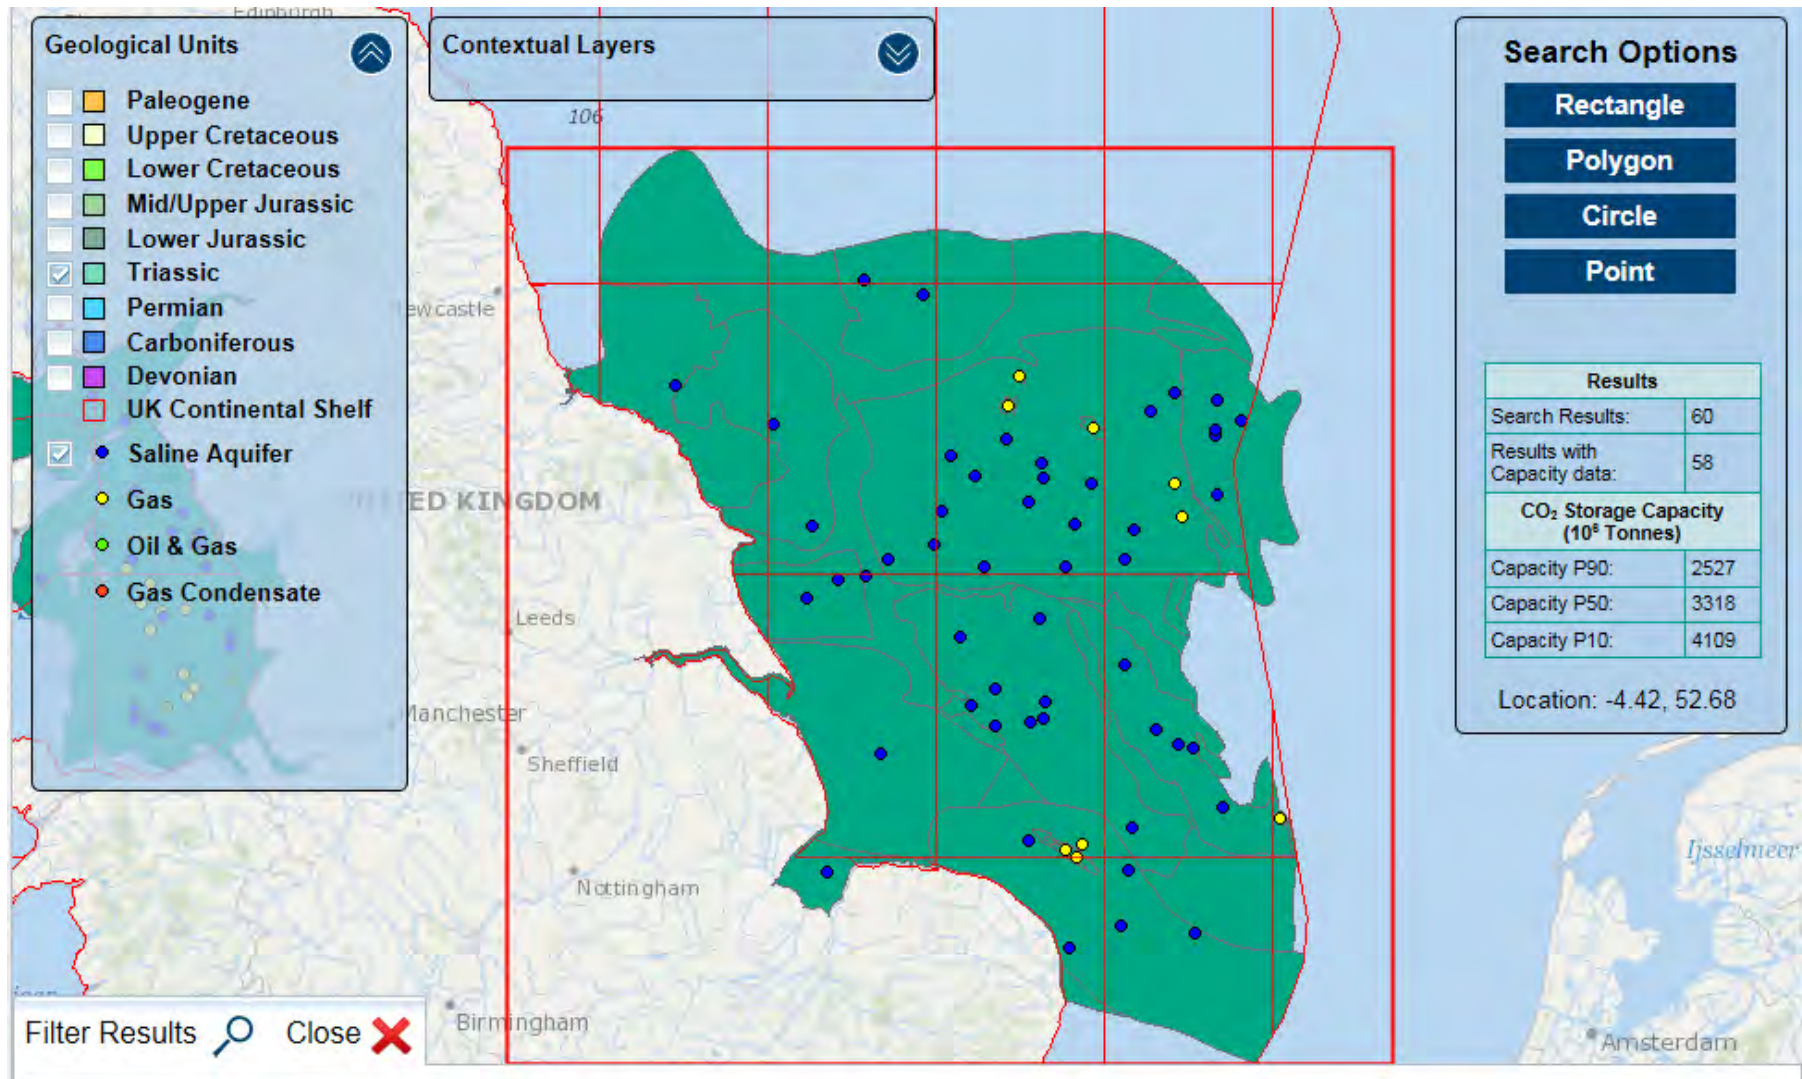 Edinburgh
Geological Units
Paleogene
Upper Cretaceous
Lower Cretaceous
Mid/Upper Jurassic
Lower Jurassic
Triassic
Permian
Carboniferous
Devonian
UK Continental Shelf
Saline Aquifer
Gas
Oil & Gas
Gas Condensate
Contextual Layers
106
ewcastle
ED KINGDOM
Leeds
Manchester
Sheffield
Nottingham
Birmingham
Ijsselmeer
Amsterdam
Search Options
Rectangle
Polygon
Circle
Point
Results
Search Results: 60
Results with
Capacity data: 58
CO₂ Storage Capacity
(10⁶ Tonnes)
Capacity P90: 2527
Capacity P50: 3318
Capacity P10: 4109
Location: -4.42, 52.68
Filter Results Close